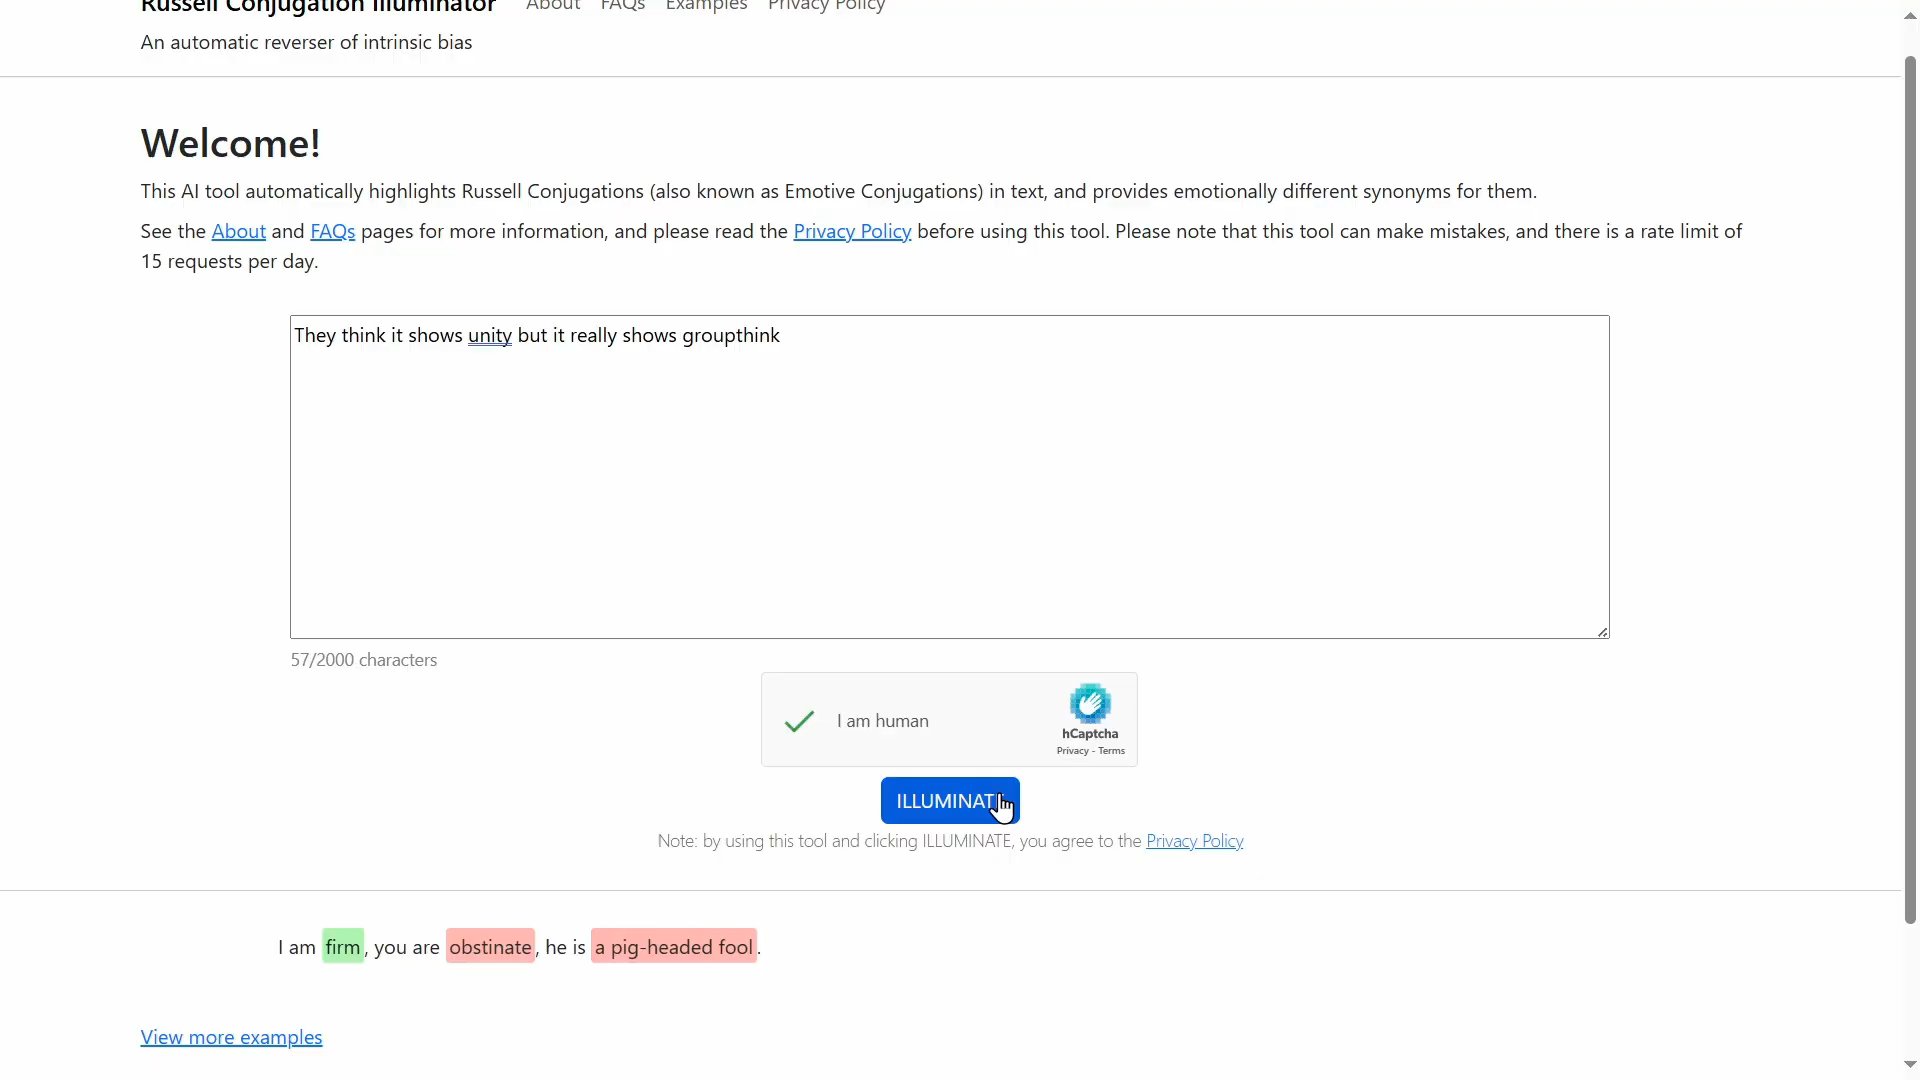 Russell Conjugation Illuminator About FAQs Examples Privacy Policy
An automatic reverser of intrinsic bias
Welcome!
This AI tool automatically highlights Russell Conjugations (also known as Emotive Conjugations) in text, and provides emotionally different synonyms for them.
See the About and FAQs pages for more information, and please read the Privacy Policy before using this tool. Please note that this tool can make mistakes, and there is a rate limit of
15 requests per day.
They think it shows unity but it really shows groupthink
57/2000 characters
I am human
hCaptcha
Privacy - Terms
ILLUMINATE
Note: by using this tool and clicking ILLUMINATE, you agree to the Privacy Policy
I am firm, you are obstinate, he is a pig-headed fool.
View more examples